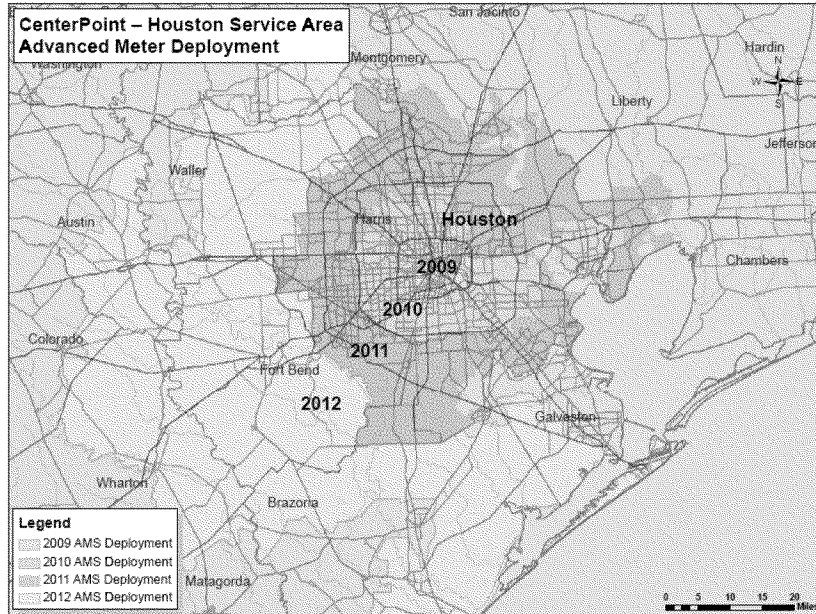 CenterPoint – Houston Service Area
Advanced Meter Deployment
San Jacinto
Washington
Montgomery
Hardin
N
W
E
S
Liberty
Jefferson
Waller
Austin
Harris
Houston
2009
Chambers
2010
Colorado
2011
Fort Bend
2012
Galveston
Wharton
Brazoria
Matagorda
Legend
2009 AMS Deployment
2010 AMS Deployment
2011 AMS Deployment
2012 AMS Deployment
0 5 10 15 20
Miles